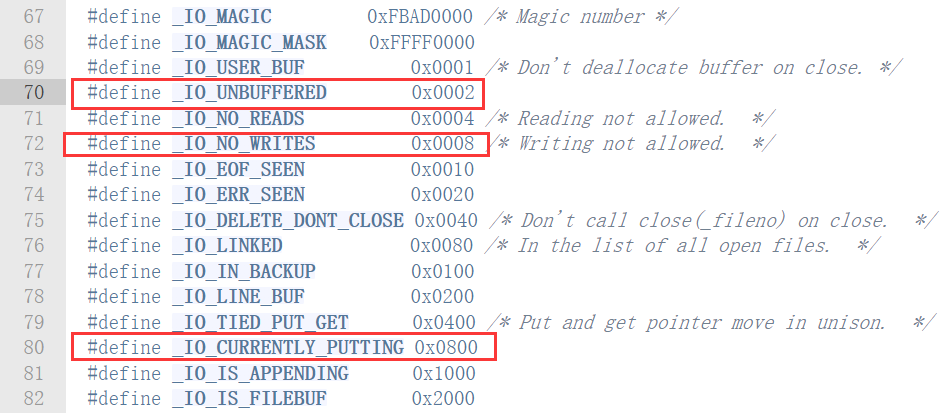 67 #define _IO_MAGIC 0xFBAD0000 /* Magic number */
68 #define _IO_MAGIC_MASK 0xFFFF0000
69 #define _IO_USER_BUF 0x0001 /* Don't deallocate buffer on close. */
70 #define _IO_UNBUFFERED 0x0002
71 #define _IO_NO_READS 0x0004 /* Reading not allowed. */
72 #define _IO_NO_WRITES 0x0008 /* Writing not allowed. */
73 #define _IO_EOF_SEEN 0x0010
74 #define _IO_ERR_SEEN 0x0020
75 #define _IO_DELETE_DONT_CLOSE 0x0040 /* Don't call close(_fileno) on close. */
76 #define _IO_LINKED 0x0080 /* In the list of all open files. */
77 #define _IO_IN_BACKUP 0x0100
78 #define _IO_LINE_BUF 0x0200
79 #define _IO_TIED_PUT_GET 0x0400 /* Put and get pointer move in unison. */
80 #define _IO_CURRENTLY_PUTTING 0x0800
81 #define _IO_IS_APPENDING 0x1000
82 #define _IO_IS_FILEBUF 0x2000